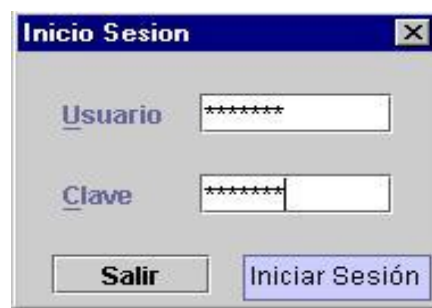 Inicio Sesion
Usuario *******
Clave *******
Salir Iniciar Sesión